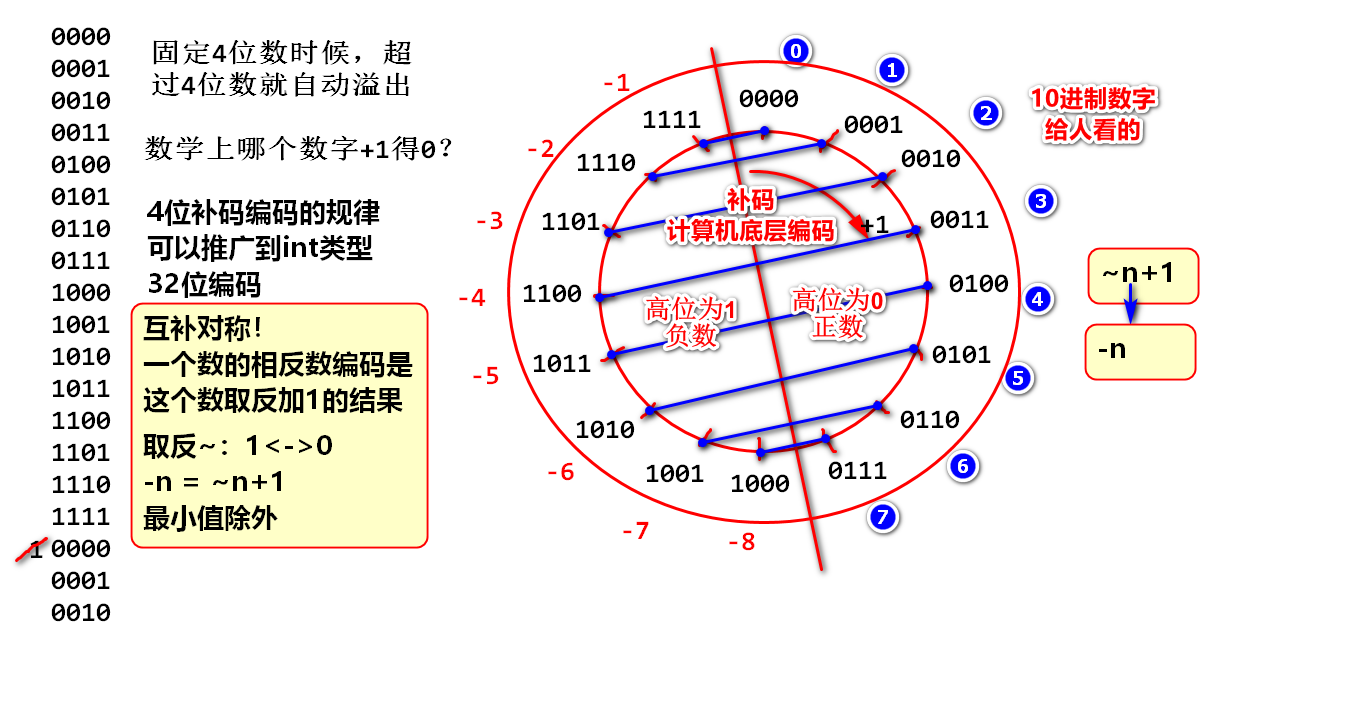 0000
0001
0010
0011
0100
0101
0110
0111
1000
1001
1010
1011
1100
1101
1110
1111
1 0000
0001
0010
固定4位数时候，超
过4位数就自动溢出
数学上哪个数字+1得0？
4位补码编码的规律
可以推广到int类型
32位编码
互补对称！
一个数的相反数编码是
这个数取反加1的结果
取反~：1<->0
-n = ~n+1
最小值除外
0
1
2
3
4
5
6
7
-1
-2
-3
-4
-5
-6
-7
-8
0000
0001
0010
0011
0100
0101
0110
0111
1000
1001
1010
1011
1100
1101
1110
1111
补码
计算机底层编码
+1
高位为1
负数
高位为0
正数
10进制数字
给人看的
~n+1
-n